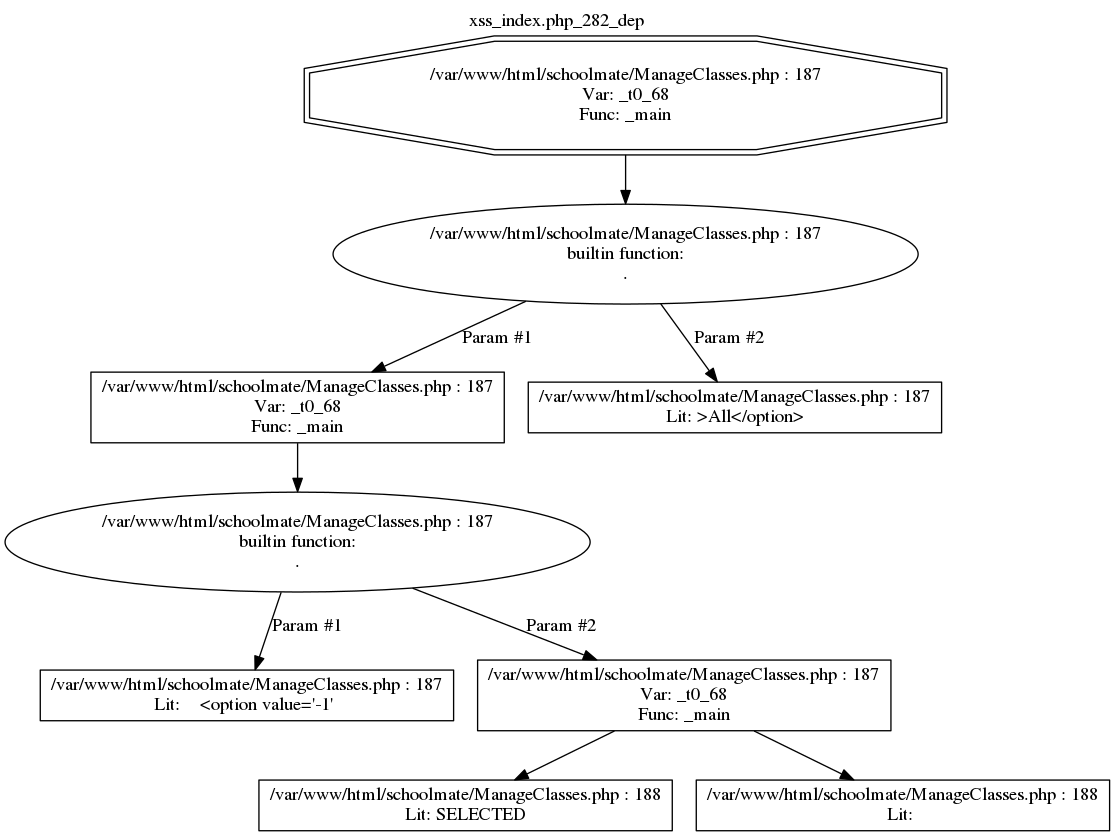 xss_index.php_282_dep
/var/www/html/schoolmate/ManageClasses.php : 187
Var: _t0_68
Func: _main
/var/www/html/schoolmate/ManageClasses.php : 187
builtin function:
.
Param #1
Param #2
/var/www/html/schoolmate/ManageClasses.php : 187
Var: _t0_68
Func: _main
/var/www/html/schoolmate/ManageClasses.php : 187
Lit: >All</option>
/var/www/html/schoolmate/ManageClasses.php : 187
builtin function:
.
Param #1
Param #2
/var/www/html/schoolmate/ManageClasses.php : 187
Lit:    <option value='-1'
/var/www/html/schoolmate/ManageClasses.php : 187
Var: _t0_68
Func: _main
/var/www/html/schoolmate/ManageClasses.php : 188
Lit: SELECTED
/var/www/html/schoolmate/ManageClasses.php : 188
Lit: